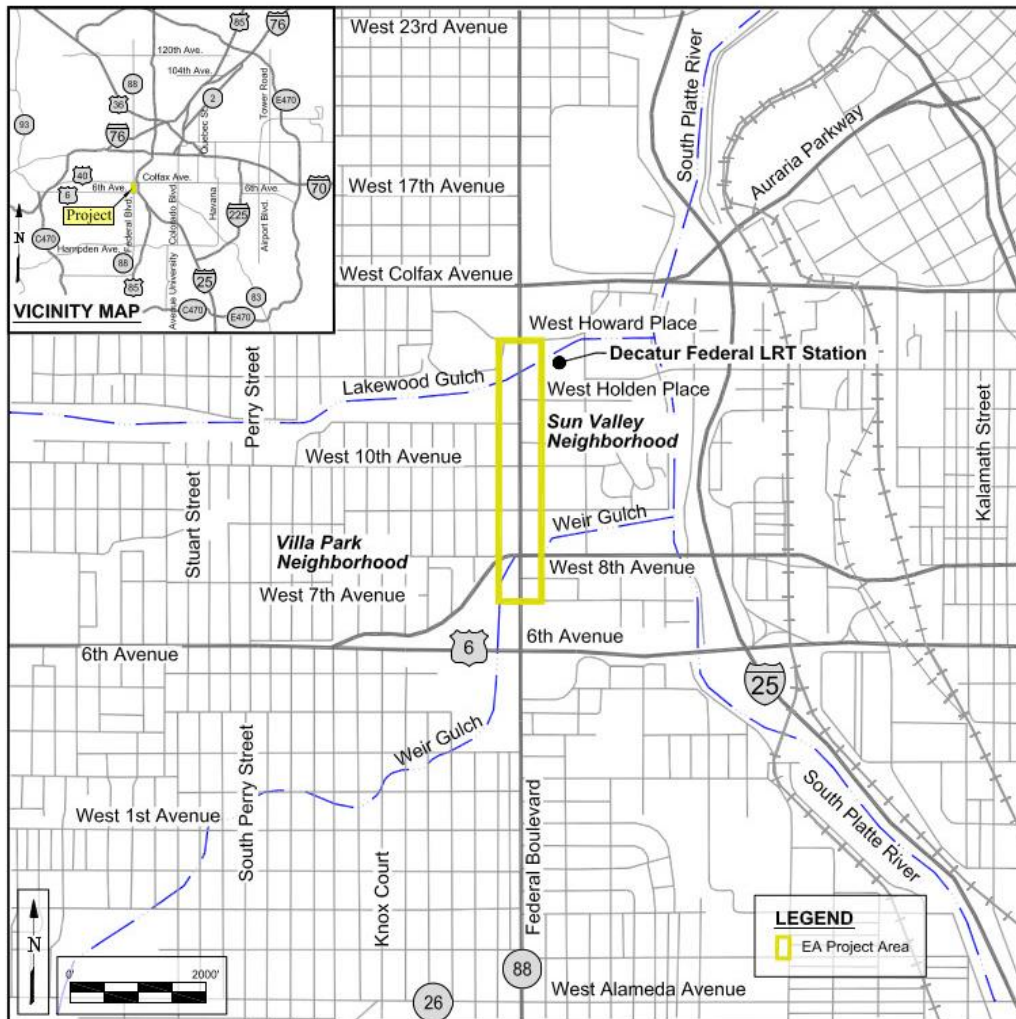 85
76
120th Ave.
104th Ave.
88
36
2
Quebec St.
Tower Road
E470
93
76
40
Colfax Ave.
6th Ave.
6th Ave.
70
6
Project
Federal Blvd.
Colorado Blvd
Havana
225
Airport Blvd.
N
C470
Hampden Ave.
88
85
University
Avenue
25
83
C470
E470
VICINITY MAP
West 23rd Avenue
South Platte River
Auraria Parkway
West 17th Avenue
West Colfax Avenue
West Howard Place
Decatur Federal LRT Station
Lakewood Gulch
West Holden Place
Perry Street
Sun Valley
Neighborhood
West 10th Avenue
Kalamath Street
Stuart Street
Weir Gulch
Villa Park
Neighborhood
West 8th Avenue
West 7th Avenue
6th Avenue
6th Avenue
6
25
Weir Gulch
South Perry Street
West 1st Avenue
South Platte River
Knox Court
Federal Boulevard
LEGEND
EA Project Area
N
0'
2000'
88
26
West Alameda Avenue